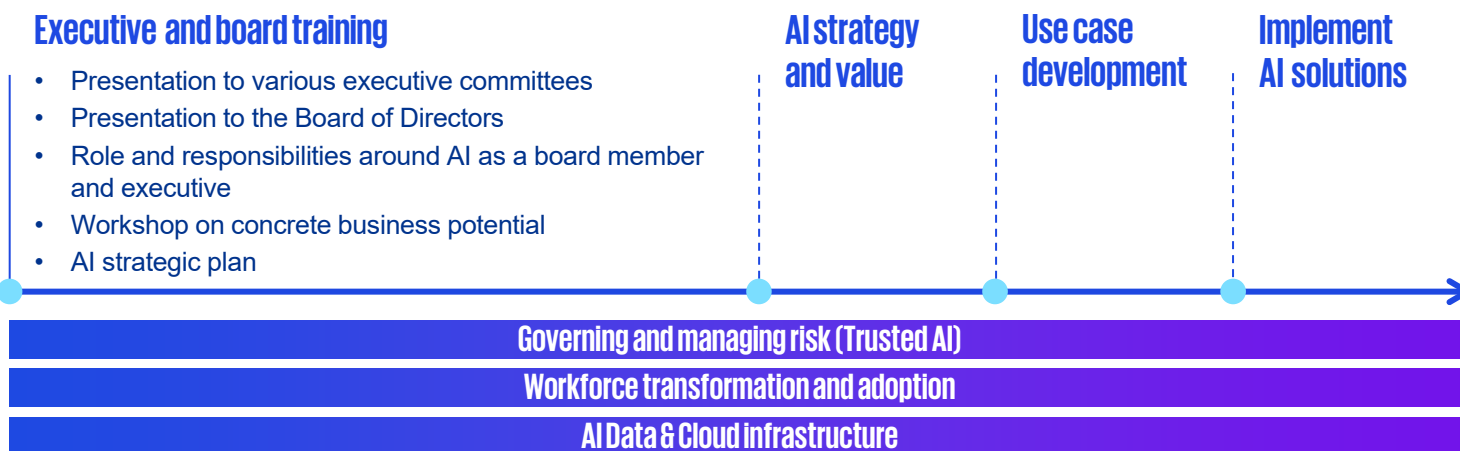 Executive and board training
• Presentation to various executive committees
• Presentation to the Board of Directors
• Role and responsibilities around AI as a board member
and executive
• Workshop on concrete business potential
• AI strategic plan
AI strategy
and value
Use case
development
Implement
AI solutions
Governing and managing risk (Trusted AI)
Workforce transformation and adoption
AI Data & Cloud infrastructure